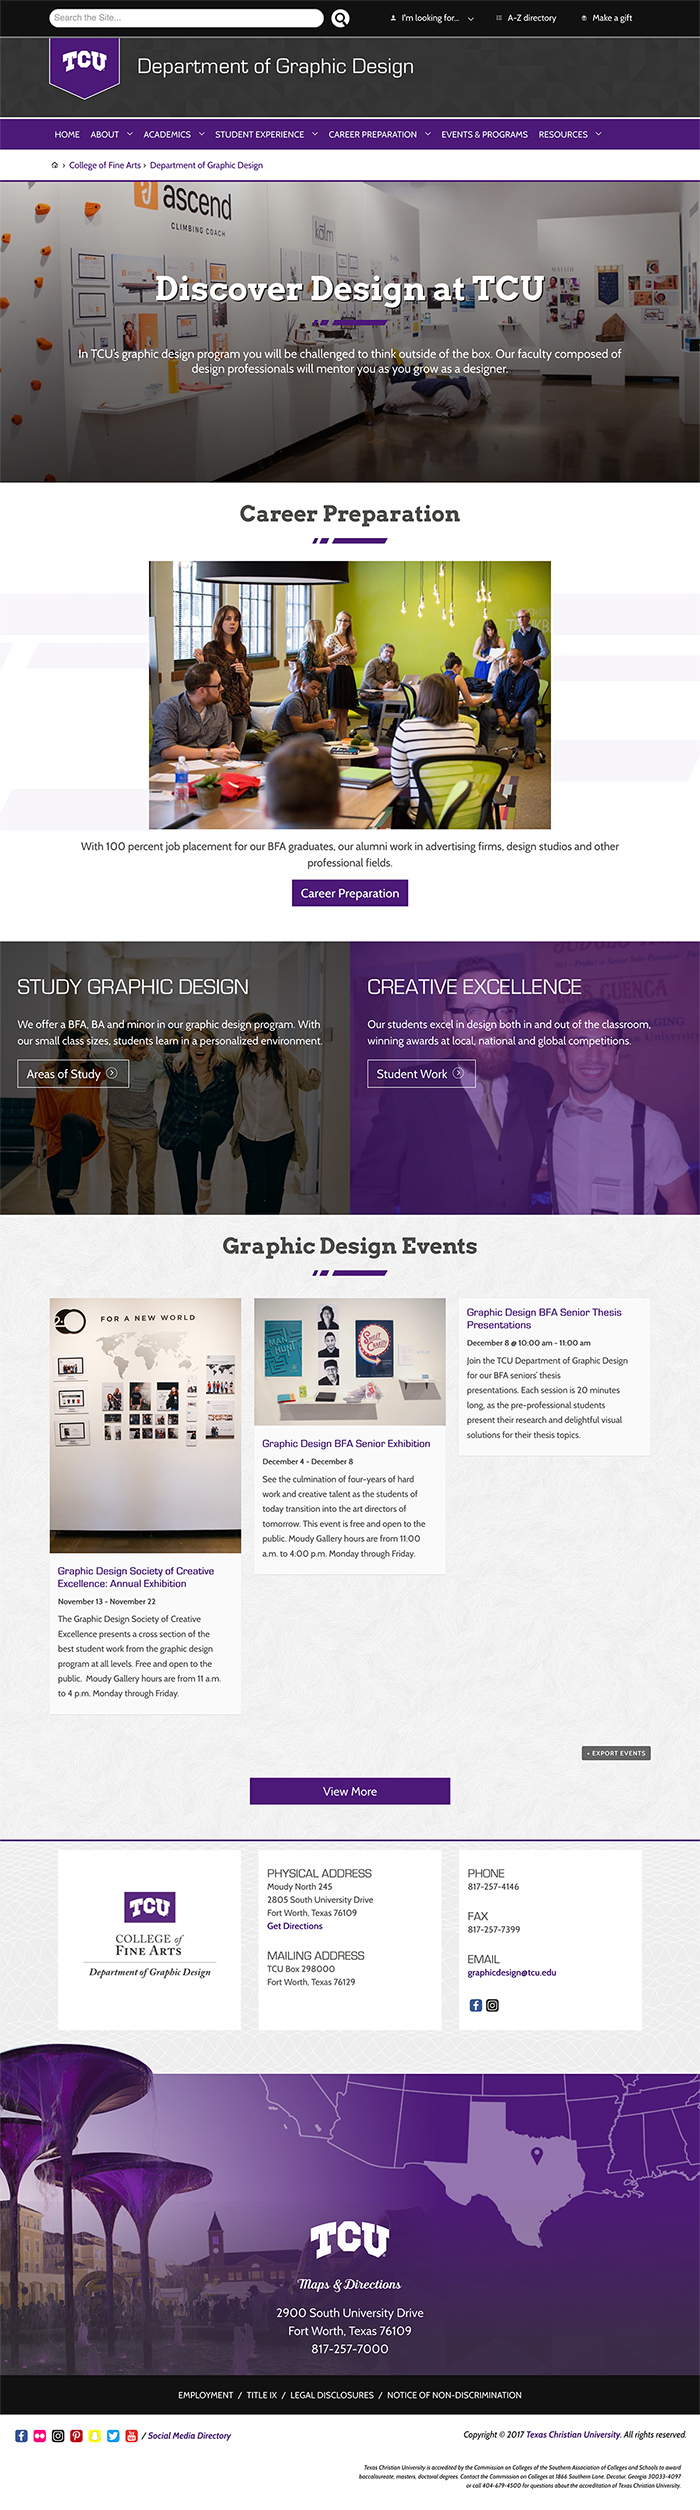 Search the Site...
I'm looking for...
A-Z directory
Make a gift
TCU
Department of Graphic Design
HOME ABOUT ACADEMICS STUDENT EXPERIENCE CAREER PREPARATION EVENTS & PROGRAMS RESOURCES
› College of Fine Arts › Department of Graphic Design
ascend
CLIMBING COACH
kalm
Discover Design at TCU
In TCU's graphic design program you will be challenged to think outside of the box. Our faculty composed of
design professionals will mentor you as you grow as a designer.
Career Preparation
With 100 percent job placement for our BFA graduates, our alumni work in advertising firms, design studios and other
professional fields.
Career Preparation
STUDY GRAPHIC DESIGN
We offer a BFA, BA and minor in our graphic design program. With
our small class sizes, students learn in a personalized environment.
Areas of Study
CREATIVE EXCELLENCE
Our students excel in design both in and out of the classroom,
winning awards at local, national and global competitions.
Student Work
Graphic Design Events
FOR A NEW WORLD
Graphic Design Society of Creative
Excellence: Annual Exhibition
November 13 - November 22
The Graphic Design Society of Creative
Excellence presents a cross section of the
best student work from the graphic design
program at all levels. Free and open to the
public. Moudy Gallery hours are from 11 a.m.
to 4 p.m. Monday through Friday.
MAN
HUNT
Graphic Design BFA Senior Exhibition
December 4 - December 8
See the culmination of four-years of hard
work and creative talent as the students of
today transition into the art directors of
tomorrow. This event is free and open to the
public. Moudy Gallery hours are from 11:00
a.m. to 4:00 p.m. Monday through Friday.
Graphic Design BFA Senior Thesis
Presentations
December 8 @ 10:00 am - 11:00 am
Join the TCU Department of Graphic Design
for our BFA seniors' thesis
presentations. Each session is 20 minutes
long, as the pre-professional students
present their research and delightful visual
solutions for their thesis topics.
+ EXPORT EVENTS
View More
TCU
COLLEGE of
FINE ARTS
Department of Graphic Design
PHYSICAL ADDRESS
Moudy North 245
2805 South University Drive
Fort Worth, Texas 76109
Get Directions
MAILING ADDRESS
TCU Box 298000
Fort Worth, Texas 76129
PHONE
817-257-4146
FAX
817-257-7399
EMAIL
graphicdesign@tcu.edu
TCU
Maps & Directions
2900 South University Drive
Fort Worth, Texas 76109
817-257-7000
EMPLOYMENT / TITLE IX / LEGAL DISCLOSURES / NOTICE OF NON-DISCRIMINATION
/ Social Media Directory
Copyright © 2017 Texas Christian University. All rights reserved.
Texas Christian University is accredited by the Commission on Colleges of the Southern Association of Colleges and Schools to award
baccalaureate, masters, doctoral degrees. Contact the Commission on Colleges at 1866 Southern Lane, Decatur, Georgia 30033-4097
or call 404-679-4500 for questions about the accreditation of Texas Christian University.